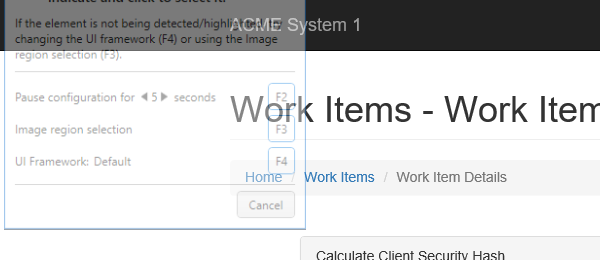 Indicate and click to select it.
If the element is not being detected/highlighted, try
changing the UI framework (F4) or using the Image
region selection (F3).
Pause configuration for 5 seconds F2
Image region selection F3
UI Framework: Default F4
Cancel
ACME System 1
Work Items - Work Item
Home / Work Items / Work Item Details
Calculate Client Security Hash